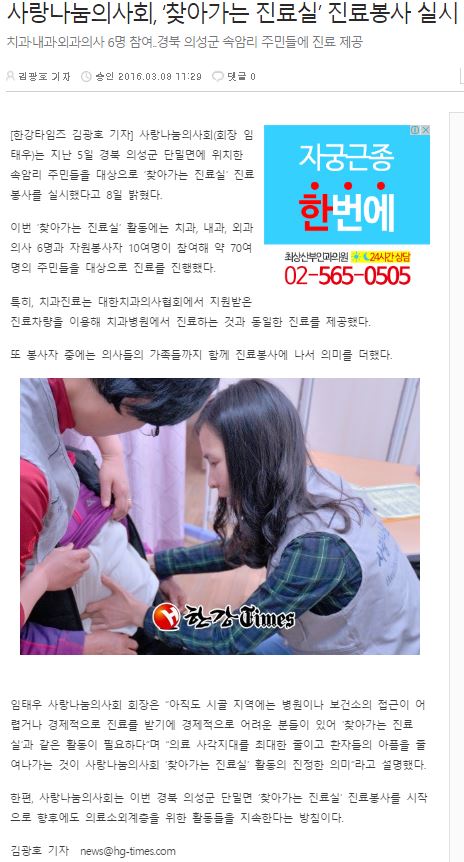 사랑나눔의사회, '찾아가는 진료실' 진료봉사 실시
치과·내과·외과의사 6명 참여..경북 의성군 속암리 주민들에 진료 제공
김광호 기자 승인 2016.03.09 11:29 댓글 0
[한강타임즈 김광호 기자] 사랑나눔의사회(회장 임
태우)는 지난 5일 경북 의성군 단밀면에 위치한
속암리 주민들을 대상으로 '찾아가는 진료실' 진료
봉사를 실시했다고 8일 밝혔다.
이번 '찾아가는 진료실' 활동에는 치과, 내과, 외과
의사 6명과 자원봉사자 10여명이 참여해 약 70여
명의 주민들을 대상으로 진료를 진행했다.
특히, 치과진료는 대한치과의사협회에서 지원받은
진료차량을 이용해 치과병원에서 진료하는 것과 동일한 진료를 제공했다.
또 봉사자 중에는 의사들의 가족들까지 함께 진료봉사에 나서 의미를 더했다.
자궁근종
한번에
최상산부인과의원 24시간 상담
02-565-0505
한강Times
임태우 사랑나눔의사회 회장은 "아직도 시골 지역에는 병원이나 보건소의 접근이 어
렵거나 경제적으로 진료를 받기에 경제적으로 어려운 분들이 있어 '찾아가는 진료
실'과 같은 활동이 필요하다"며 "의료 사각지대를 최대한 줄이고 환자들의 아픔을 줄
여나가는 것이 사랑나눔의사회 '찾아가는 진료실' 활동의 진정한 의미"라고 설명했다.
한편, 사랑나눔의사회는 이번 경북 의성군 단밀면 '찾아가는 진료실' 진료봉사를 시작
으로 향후에도 의료소외계층을 위한 활동들을 지속한다는 방침이다.
김광호 기자 news@hg-times.com